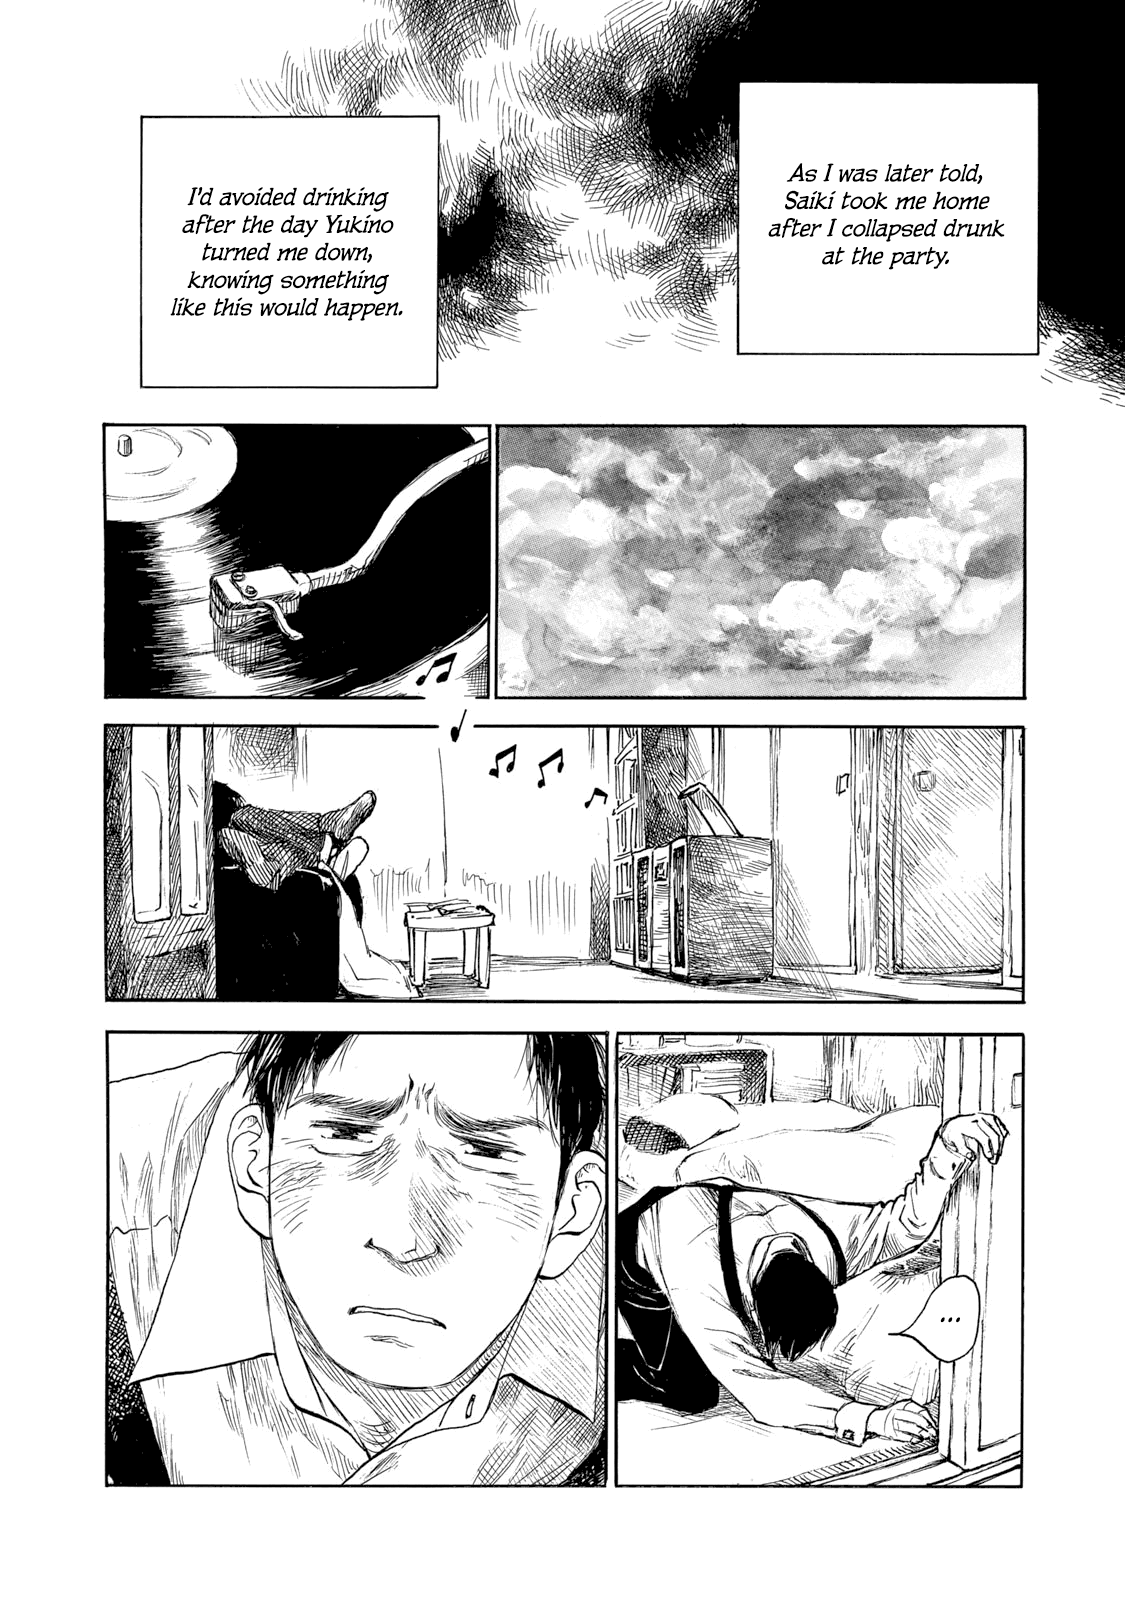 As I was later told,
Saiki took me home
after I collapsed drunk
at the party.
I'd avoided drinking
after the day Yukino
turned me down,
knowing something
like this would happen.
...